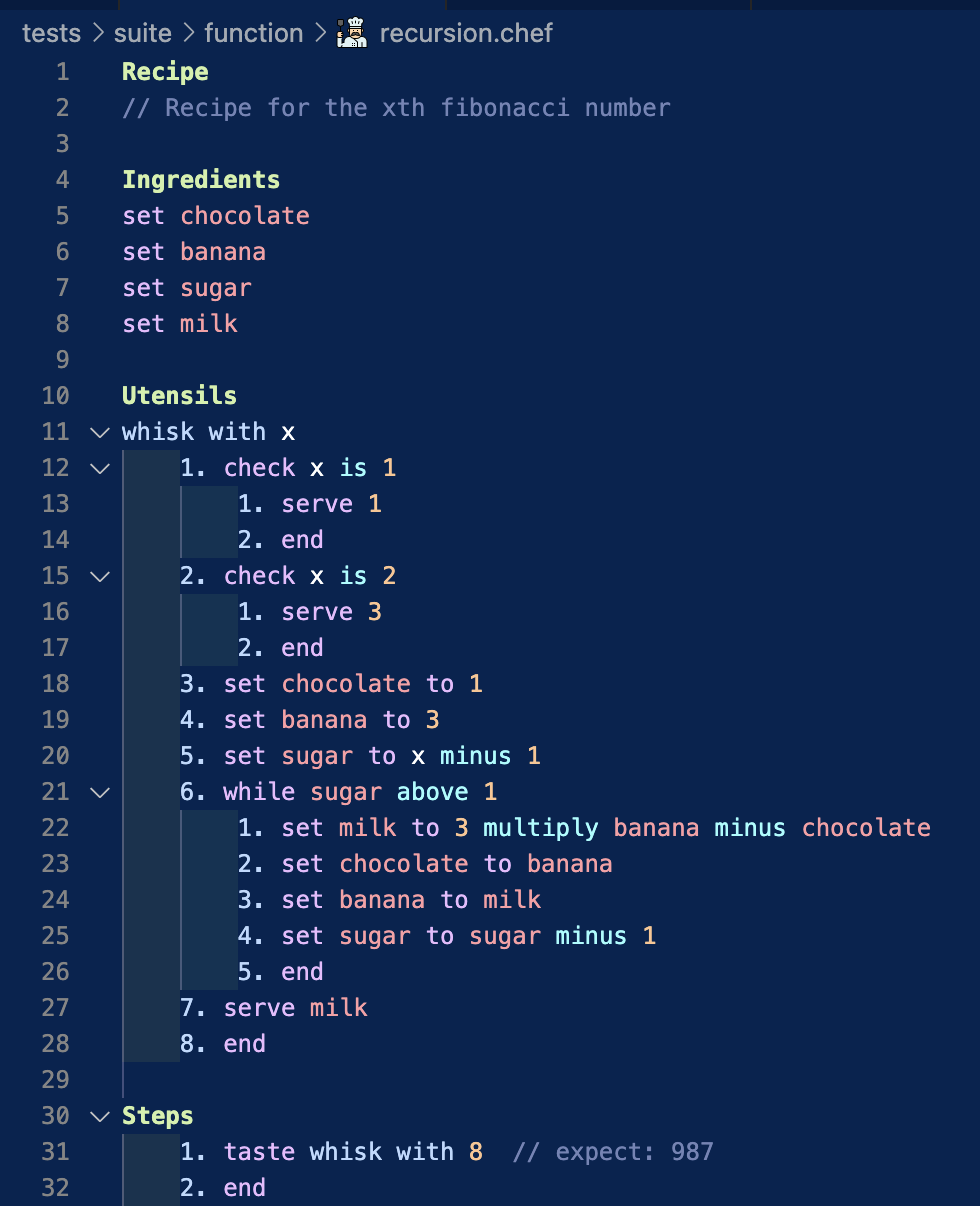 tests > suite > function > recursion.chef
1 Recipe
2 // Recipe for the xth fibonacci number
3
4 Ingredients
5 set chocolate
6 set banana
7 set sugar
8 set milk
9
10 Utensils
11 whisk with x
12 1. check x is 1
13 1. serve 1
14 2. end
15 2. check x is 2
16 1. serve 3
17 2. end
18 3. set chocolate to 1
19 4. set banana to 3
20 5. set sugar to x minus 1
21 6. while sugar above 1
22 1. set milk to 3 multiply banana minus chocolate
23 2. set chocolate to banana
24 3. set banana to milk
25 4. set sugar to sugar minus 1
26 5. end
27 7. serve milk
28 8. end
29
30 Steps
31 1. taste whisk with 8 // expect: 987
32 2. end